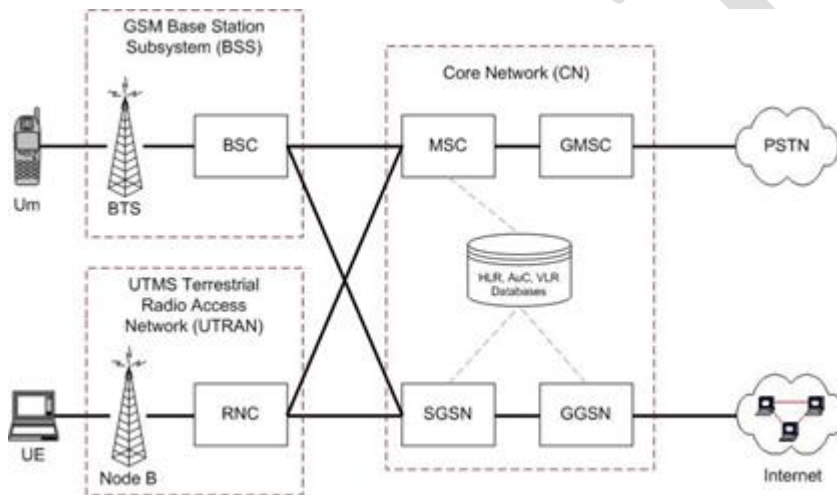 GSM Base Station
Subsystem (BSS)
Core Network (CN)
BSC
MSC
GMSC
PSTN
Um
BTS
HLR, AuC, VLR
Databases
UTMS Terrestrial
Radio Access
Network (UTRAN)
RNC
SGSN
GGSN
UE
Node B
Internet